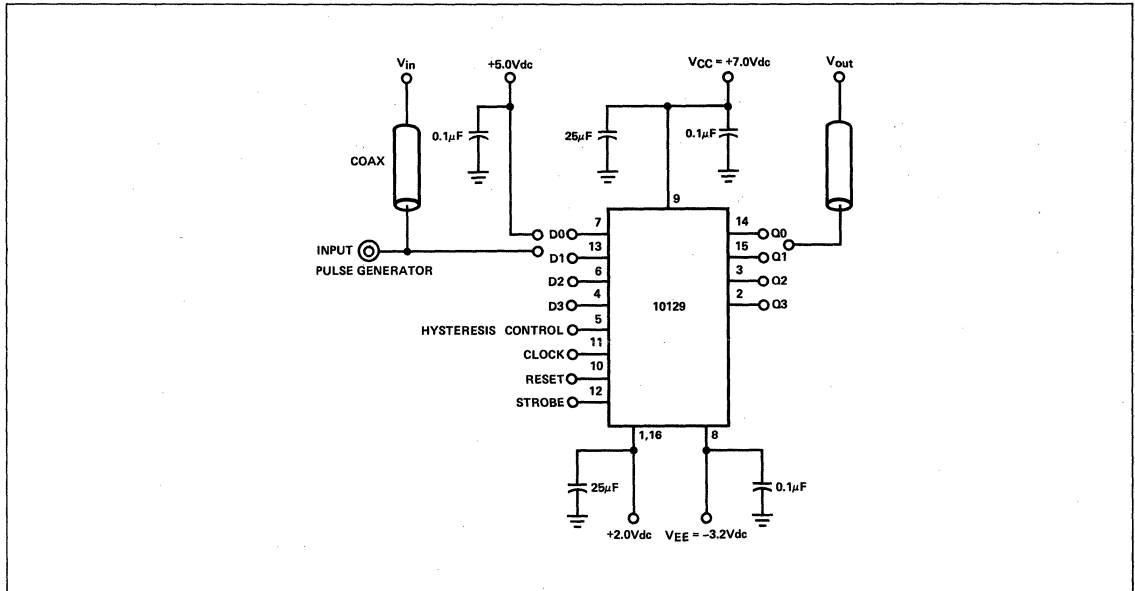 Vin
+5.0Vdc
VCC = +7.0Vdc
Vout
0.1μF
25μF
0.1μF
COAX
9
7
14
D0
Q0
INPUT
13
15
D1
Q1
PULSE GENERATOR
6
3
D2
Q2
4
2
D3
10129
Q3
5
HYSTERESIS CONTROL
11
CLOCK
10
RESET
12
STROBE
1,16
8
25μF
0.1μF
+2.0Vdc
VEE = –3.2Vdc